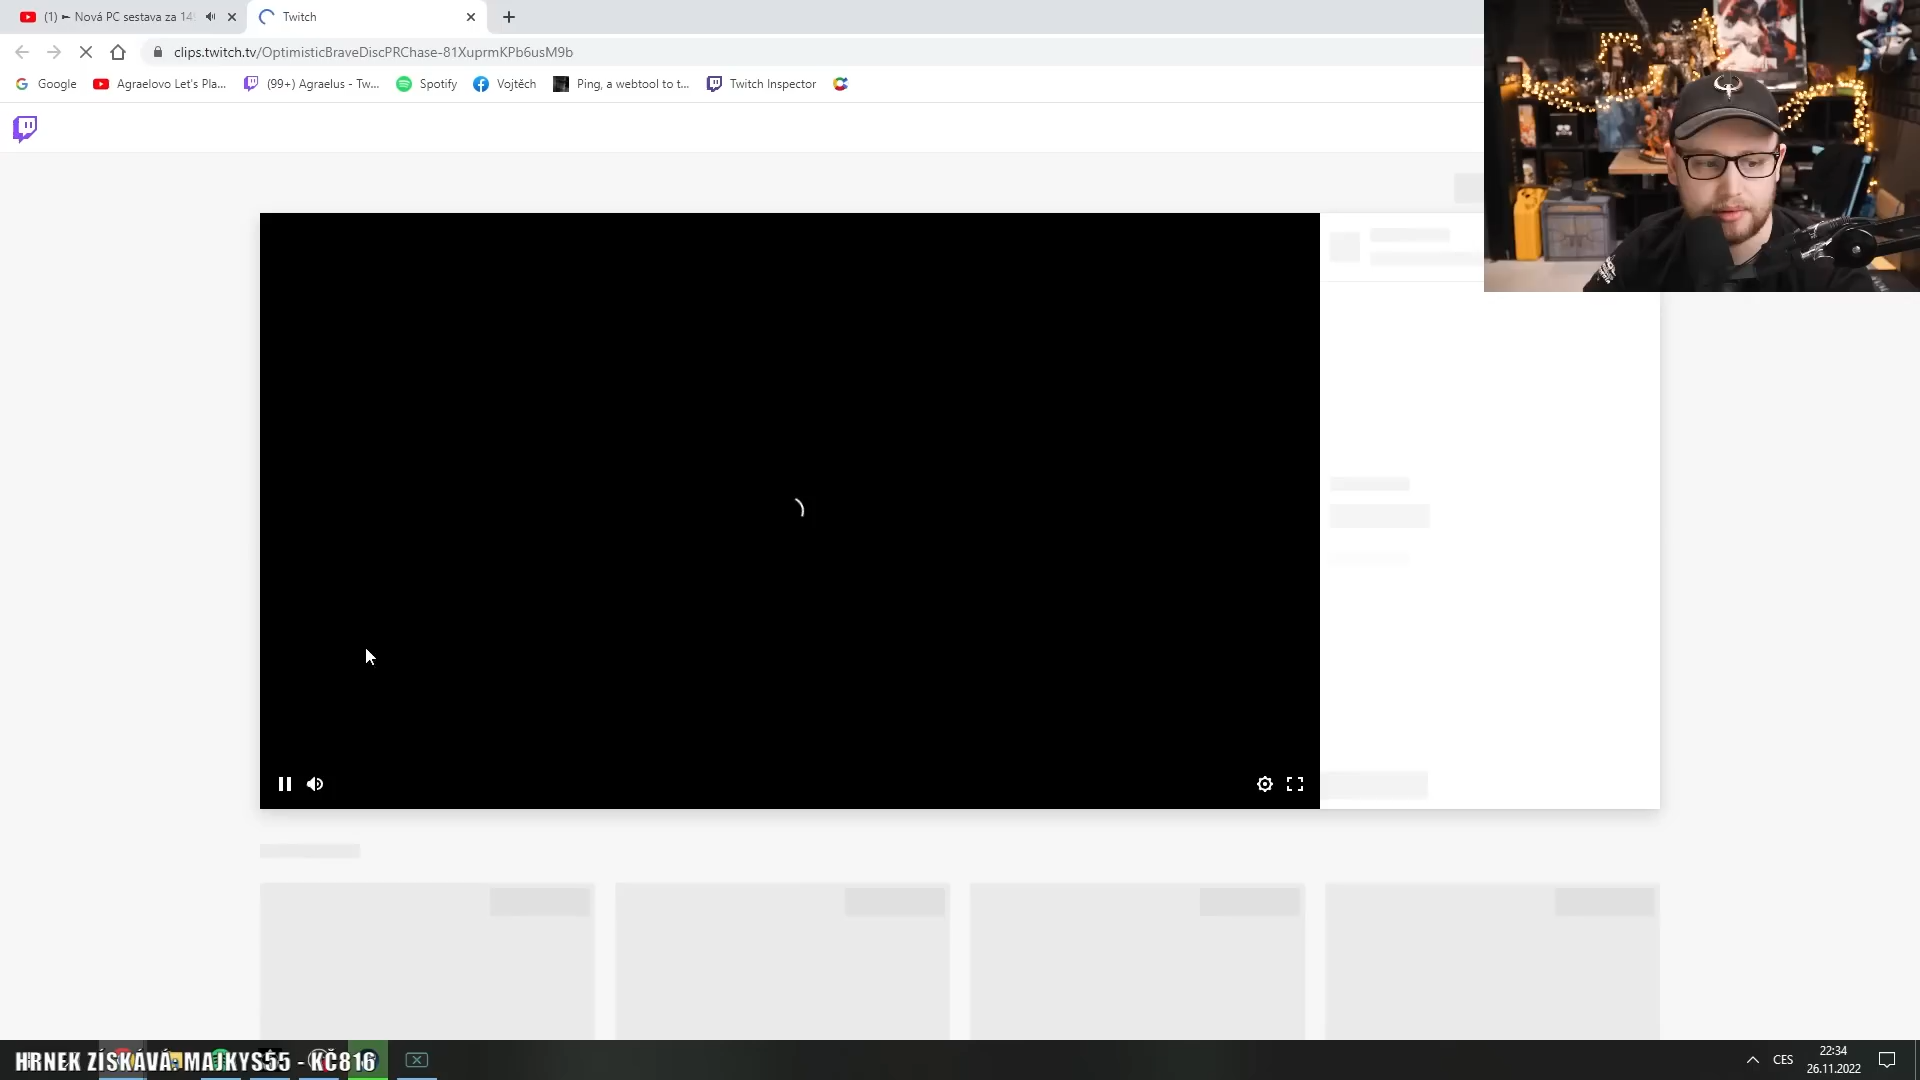 (1) ► Nová PC sestava za 14
Twitch
clips.twitch.tv/OptimisticBraveDiscPRChase-81XuprmKPb6usM9b
Google
Agraelovo Let's Pla...
(99+) Agraelus - Tw...
Spotify
Vojtěch
Ping, a webtool to t...
Twitch Inspector
HRNEK ZÍSKÁVÁ: MAJKYS55 - KČ816
CES
22:34
26.11.2022